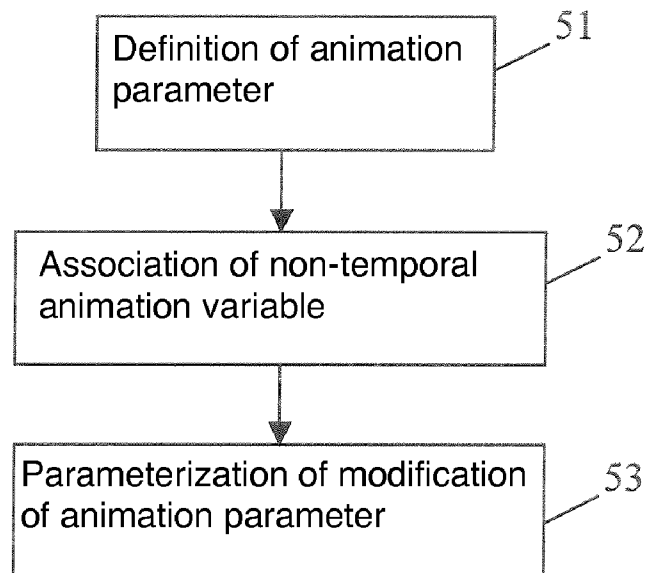 Definition of animation
parameter
51
Association of non-temporal
animation variable
52
Parameterization of modification
of animation parameter
53